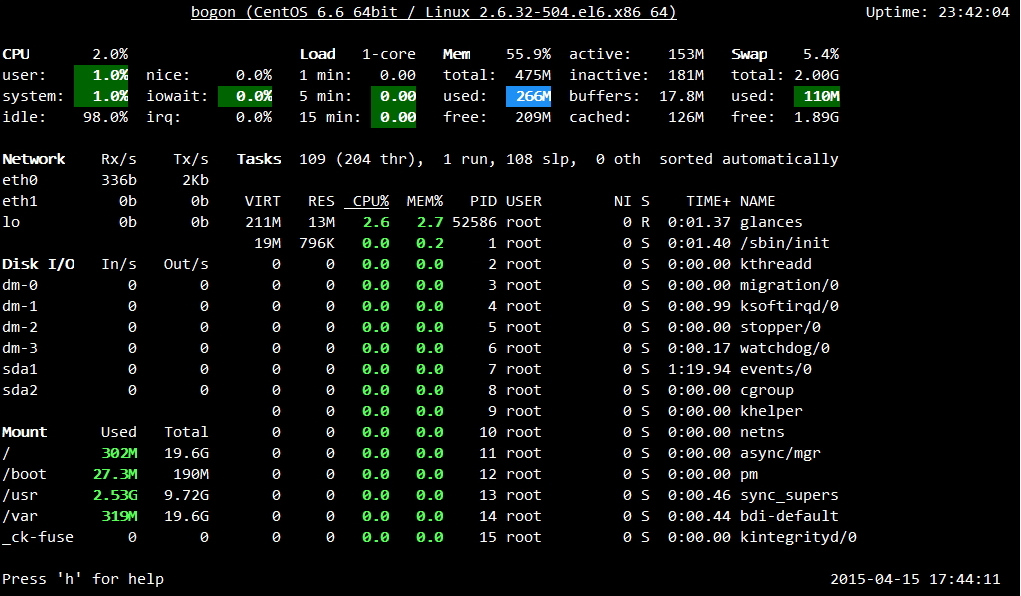 bogon (CentOS 6.6 64bit / Linux 2.6.32-504.el6.x86_64) Uptime: 23:42:04
CPU 2.0% Load 1-core Mem 55.9% active: 153M Swap 5.4%
user: 1.0% nice: 0.0% 1 min: 0.00 total: 475M inactive: 181M total: 2.00G
system: 1.0% iowait: 0.0% 5 min: 0.00 used: 266M buffers: 17.8M used: 110M
idle: 98.0% irq: 0.0% 15 min: 0.00 free: 209M cached: 126M free: 1.89G
Network Rx/s Tx/s Tasks 109 (204 thr), 1 run, 108 slp, 0 oth sorted automatically
eth0 336b 2Kb
eth1 0b 0b VIRT RES CPU% MEM% PID USER NI S TIME+ NAME
lo 0b 0b 211M 13M 2.6 2.7 52586 root 0 R 0:01.37 glances
19M 796K 0.0 0.2 1 root 0 S 0:01.40 /sbin/init
Disk I/O In/s Out/s 0 0 0.0 0.0 2 root 0 S 0:00.00 kthreadd
dm-0 0 0 0 0 0.0 0.0 3 root 0 S 0:00.00 migration/0
dm-1 0 0 0 0 0.0 0.0 4 root 0 S 0:00.99 ksoftirqd/0
dm-2 0 0 0 0 0.0 0.0 5 root 0 S 0:00.00 stopper/0
dm-3 0 0 0 0 0.0 0.0 6 root 0 S 0:00.17 watchdog/0
sda1 0 0 0 0 0.0 0.0 7 root 0 S 1:19.94 events/0
sda2 0 0 0 0 0.0 0.0 8 root 0 S 0:00.00 cgroup
0 0 0.0 0.0 9 root 0 S 0:00.00 khelper
Mount Used Total 0 0 0.0 0.0 10 root 0 S 0:00.00 netns
/ 302M 19.6G 0 0 0.0 0.0 11 root 0 S 0:00.00 async/mgr
/boot 27.3M 190M 0 0 0.0 0.0 12 root 0 S 0:00.00 pm
/usr 2.53G 9.72G 0 0 0.0 0.0 13 root 0 S 0:00.46 sync_supers
/var 319M 19.6G 0 0 0.0 0.0 14 root 0 S 0:00.44 bdi-default
_ck-fuse 0 0 0 0 0.0 0.0 15 root 0 S 0:00.00 kintegrityd/0
Press 'h' for help 2015-04-15 17:44:11